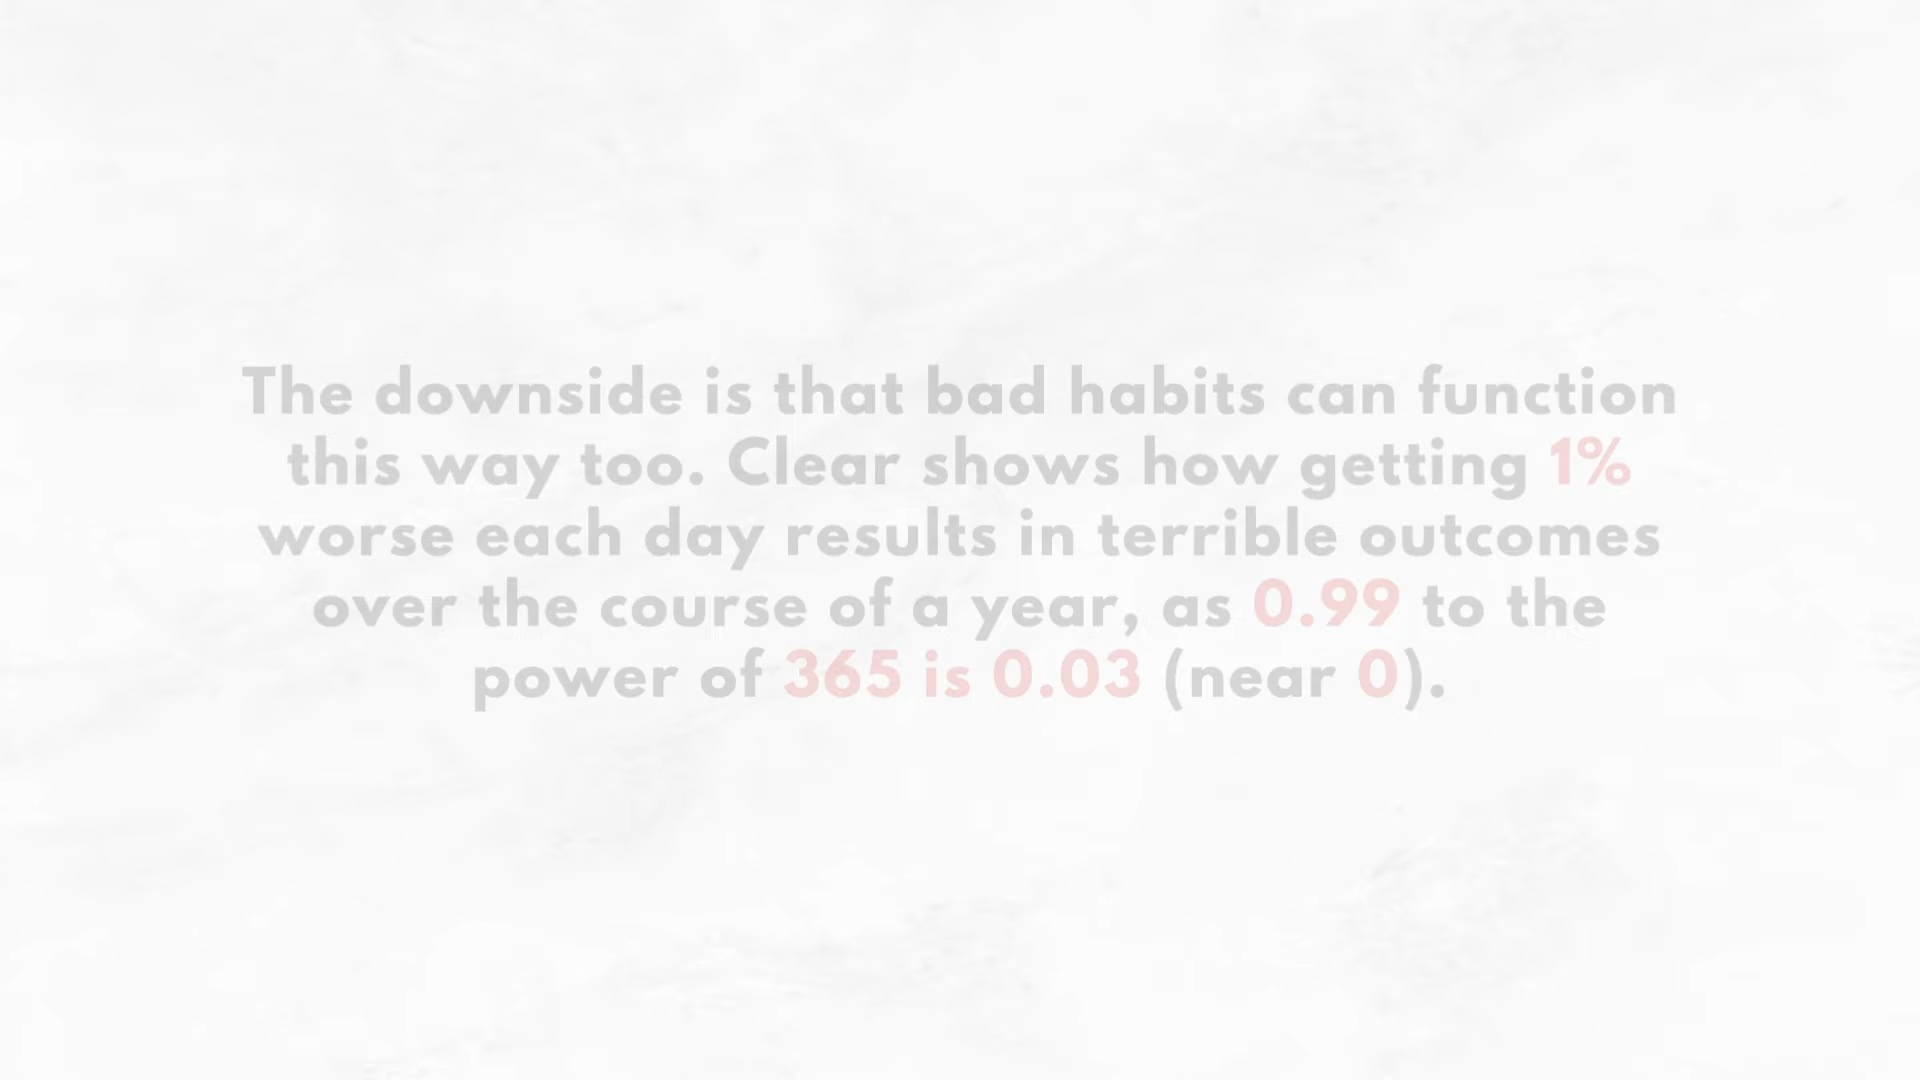 The downside is that bad habits can function
this way too. Clear shows how getting 1%
worse each day results in terrible outcomes
over the course of a year, as 0.99 to the
power of 365 is 0.03 (near 0).